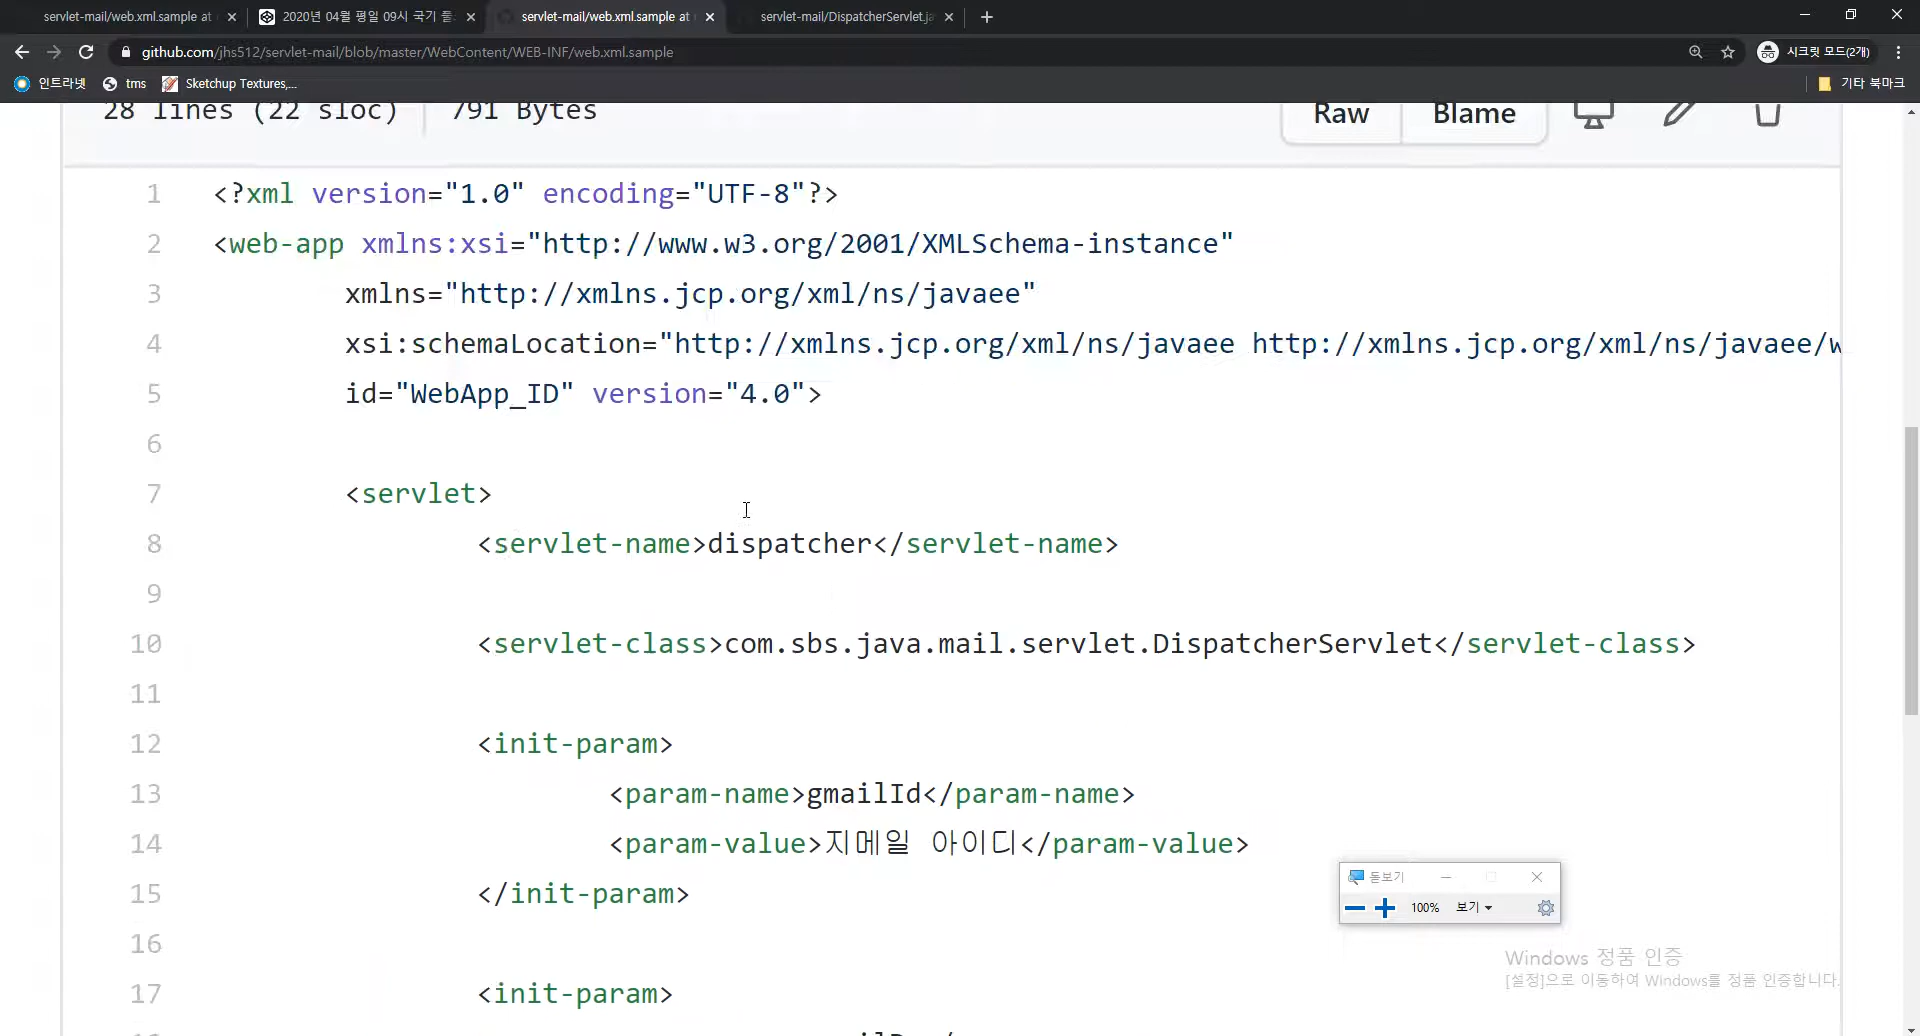 servlet-mail/web.xml.sample at
2020년 04월 평일 09시 국기 훌
servlet-mail/web.xml.sample at
servlet-mail/DispatcherServlet.ja
github.com/jhs512/servlet-mail/blob/master/WebContent/WEB-INF/web.xml.sample
시크릿 모드(2개)
인트라넷
tms
Sketchup Textures,...
기타 북마크
28 lines (22 sloc) 791 Bytes
Raw
Blame
1 <?xml version="1.0" encoding="UTF-8"?>
2 <web-app xmlns:xsi="http://www.w3.org/2001/XMLSchema-instance"
3 xmlns="http://xmlns.jcp.org/xml/ns/javaee"
4 xsi:schemaLocation="http://xmlns.jcp.org/xml/ns/javaee http://xmlns.jcp.org/xml/ns/javaee/w
5 id="WebApp_ID" version="4.0">
6
7 <servlet>
8 <servlet-name>dispatcher</servlet-name>
9
10 <servlet-class>com.sbs.java.mail.servlet.DispatcherServlet</servlet-class>
11
12 <init-param>
13 <param-name>gmailId</param-name>
14 <param-value>지메일 아이디</param-value>
15 </init-param>
16
17 <init-param>
돋보기
100% 보기
Windows 정품 인증
[설정]으로 이동하여 Windows를 정품 인증합니다.